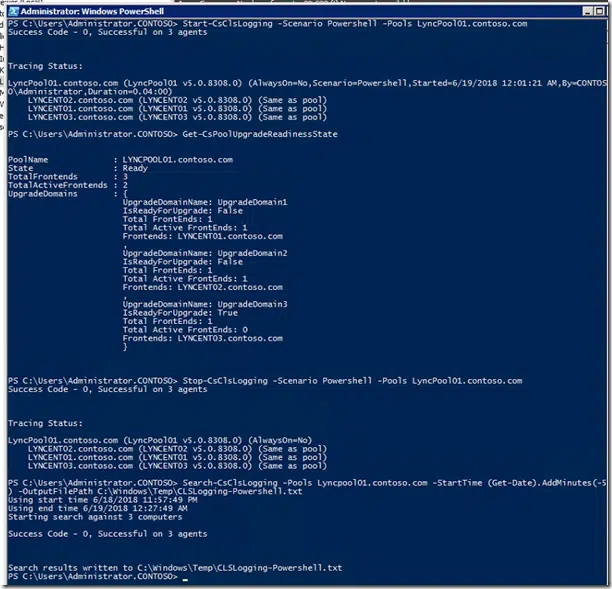 Administrator: Windows PowerShell
PS C:\Users\Administrator.CONTOSO> Start-CsClsLogging -Scenario Powershell -Pools LyncPool01.contoso.com
Success Code - 0, Successful on 3 agents
Tracing Status:
LyncPool01.contoso.com (LyncPool01 v5.0.8308.0) (AlwaysOn=No,Scenario=Powershell,Started=6/19/2018 12:01:21 AM,By=CONTOS
O\Administrator,Duration=0.04:00)
LYNCENT02.contoso.com (LYNCENT02 v5.0.8308.0) (Same as pool)
LYNCENT01.contoso.com (LYNCENT01 v5.0.8308.0) (Same as pool)
LYNCENT03.contoso.com (LYNCENT03 v5.0.8308.0) (Same as pool)
PS C:\Users\Administrator.CONTOSO> Get-CsPoolUpgradeReadinessState
PoolName : LYNCPOOL01.contoso.com
State : Ready
TotalFrontends : 3
TotalActiveFrontends : 2
UpgradeDomains : {
UpgradeDomainName: UpgradeDomain1
IsReadyForUpgrade: False
Total FrontEnds: 1
Total Active FrontEnds: 1
Frontends: LYNCENT01.contoso.com
,
UpgradeDomainName: UpgradeDomain2
IsReadyForUpgrade: False
Total FrontEnds: 1
Total Active FrontEnds: 1
Frontends: LYNCENT02.contoso.com
,
UpgradeDomainName: UpgradeDomain3
IsReadyForUpgrade: True
Total FrontEnds: 1
Total Active FrontEnds: 0
Frontends: LYNCENT03.contoso.com
}
PS C:\Users\Administrator.CONTOSO> Stop-CsClsLogging -Scenario Powershell -Pools LyncPool01.contoso.com
Success Code - 0, Successful on 3 agents
Tracing Status:
LyncPool01.contoso.com (LyncPool01 v5.0.8308.0) (AlwaysOn=No)
LYNCENT02.contoso.com (LYNCENT02 v5.0.8308.0) (Same as pool)
LYNCENT01.contoso.com (LYNCENT01 v5.0.8308.0) (Same as pool)
LYNCENT03.contoso.com (LYNCENT03 v5.0.8308.0) (Same as pool)
PS C:\Users\Administrator.CONTOSO> Search-CsClsLogging -Pools Lyncpool01.contoso.com -StartTime (Get-Date).AddMinutes(-5
) -OutputFilePath C:\Windows\Temp\CLSLogging-Powershell.txt
Using start time 6/18/2018 11:57:49 PM
Using end time 6/19/2018 12:27:49 AM
Starting search against 3 computers
Success Code - 0, Successful on 3 agents
Search results written to C:\Windows\Temp\CLSLogging-Powershell.txt
PS C:\Users\Administrator.CONTOSO> _